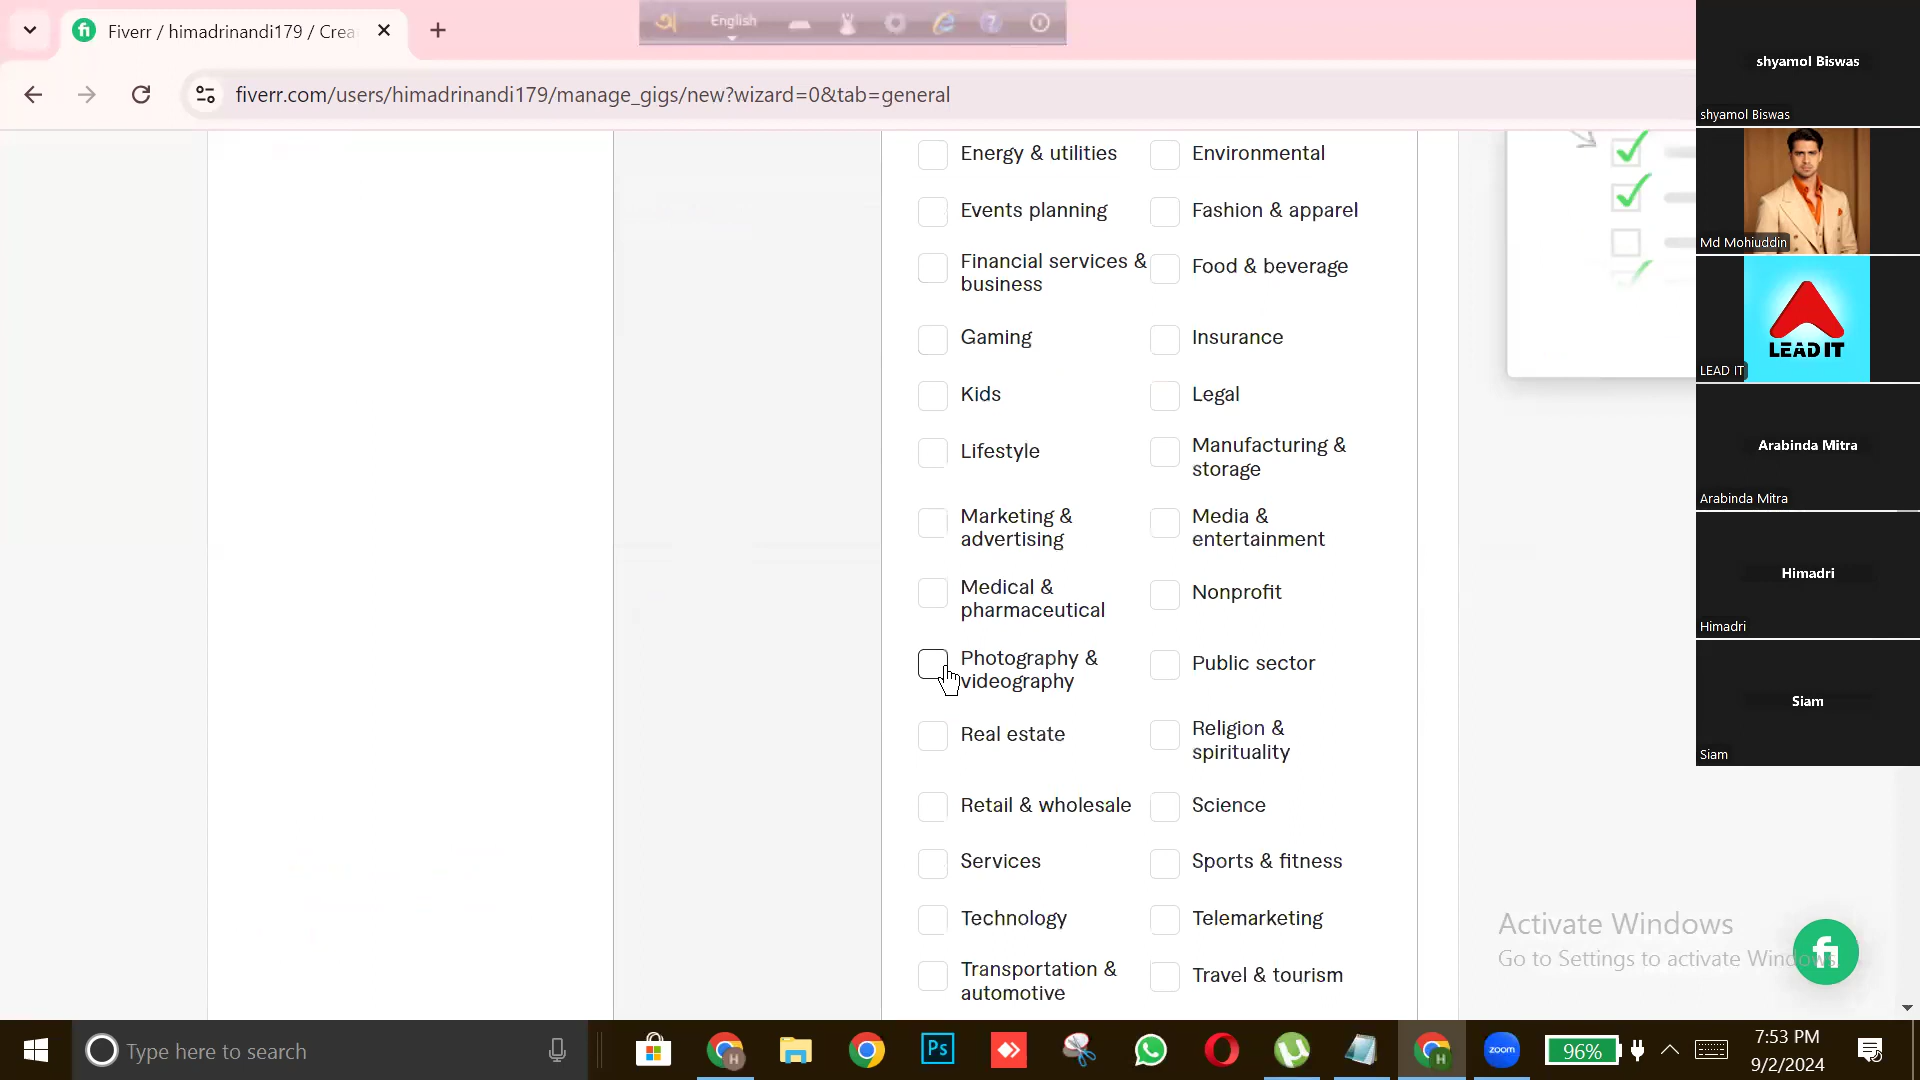 Fiverr / himadrinandi179 / Crea
English
fiverr.com/users/himadrinandi179/manage_gigs/new?wizard=0&tab=general
Energy & utilities
Environmental
Events planning
Fashion & apparel
Financial services &
business
Food & beverage
Gaming
Insurance
Kids
Legal
Lifestyle
Manufacturing &
storage
Marketing &
advertising
Media &
entertainment
Medical &
pharmaceutical
Nonprofit
Photography &
videography
Public sector
Real estate
Religion &
spirituality
Retail & wholesale
Science
Services
Sports & fitness
Technology
Telemarketing
Transportation &
automotive
Travel & tourism
shyamol Biswas
shyamol Biswas
Md Mohiuddin
LEAD IT
LEAD IT
Arabinda Mitra
Arabinda Mitra
Himadri
Himadri
Siam
Siam
Activate Windows
Go to Settings to activate Windows.
fi
Type here to search
Ps
H
H
zoom
96%
7:53 PM
9/2/2024